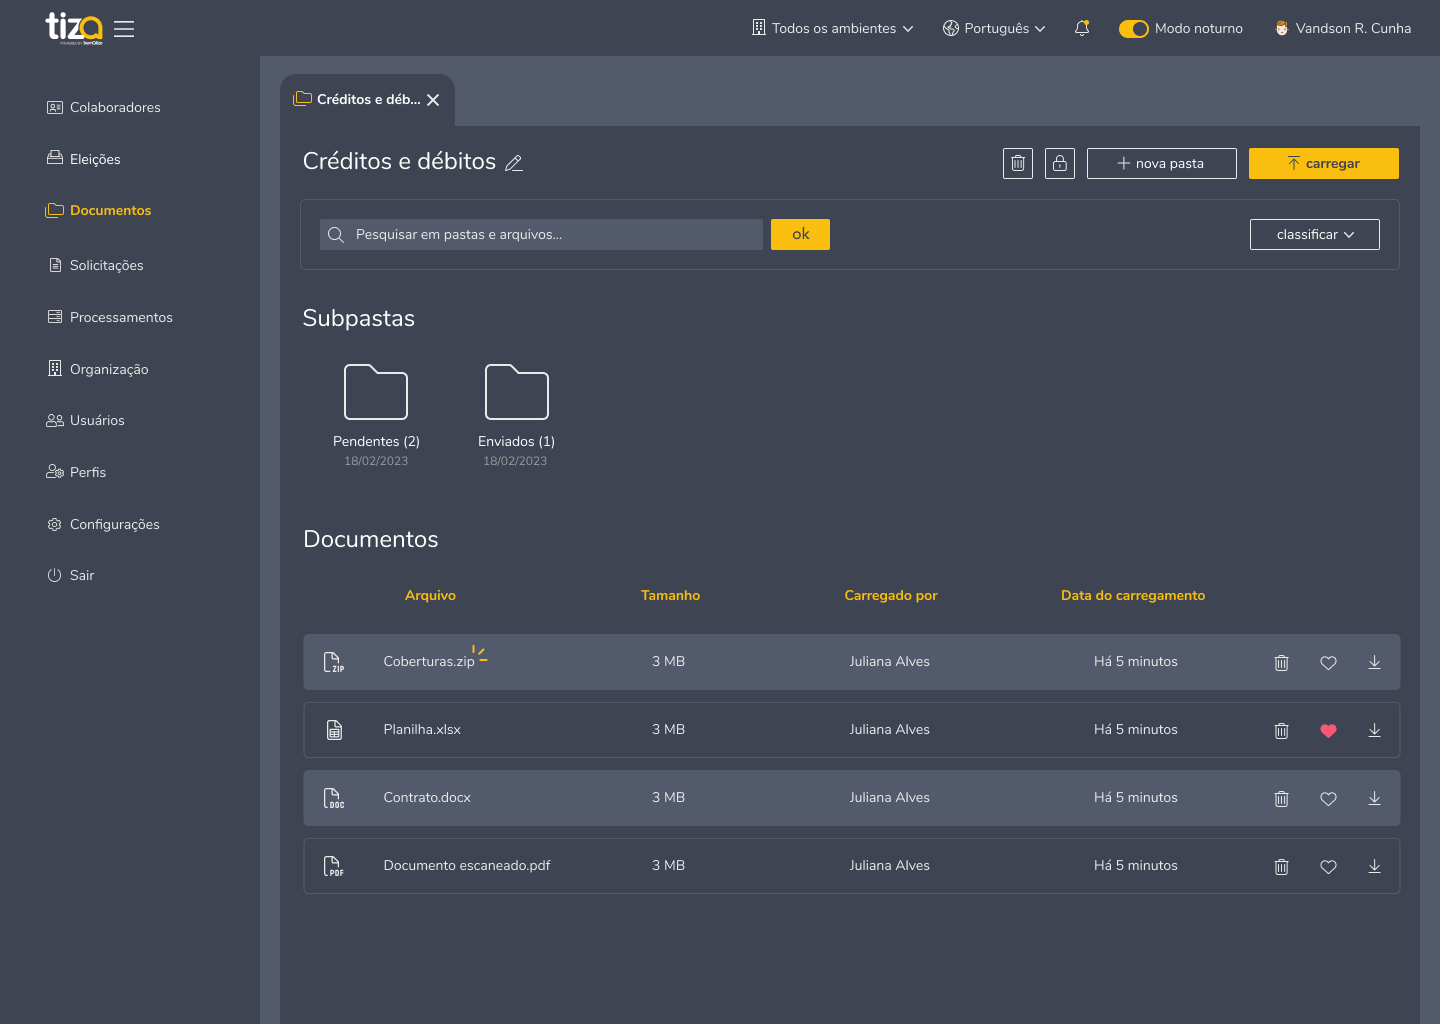 tiza
Todos os ambientes
Português
Modo noturno
Vandson R. Cunha
Colaboradores
Eleições
Documentos
Solicitações
Processamentos
Organização
Usuários
Perfis
Configurações
Sair
Créditos e déb...
Créditos e débitos
nova pasta
carregar
Pesquisar em pastas e arquivos...
ok
classificar
Subpastas
Pendentes (2)
18/02/2023
Enviados (1)
18/02/2023
Documentos
Arquivo Tamanho Carregado por Data do carregamento
ZIP Coberturas.zip 3 MB Juliana Alves Há 5 minutos
Planilha.xlsx 3 MB Juliana Alves Há 5 minutos
DOC Contrato.docx 3 MB Juliana Alves Há 5 minutos
PDF Documento escaneado.pdf 3 MB Juliana Alves Há 5 minutos